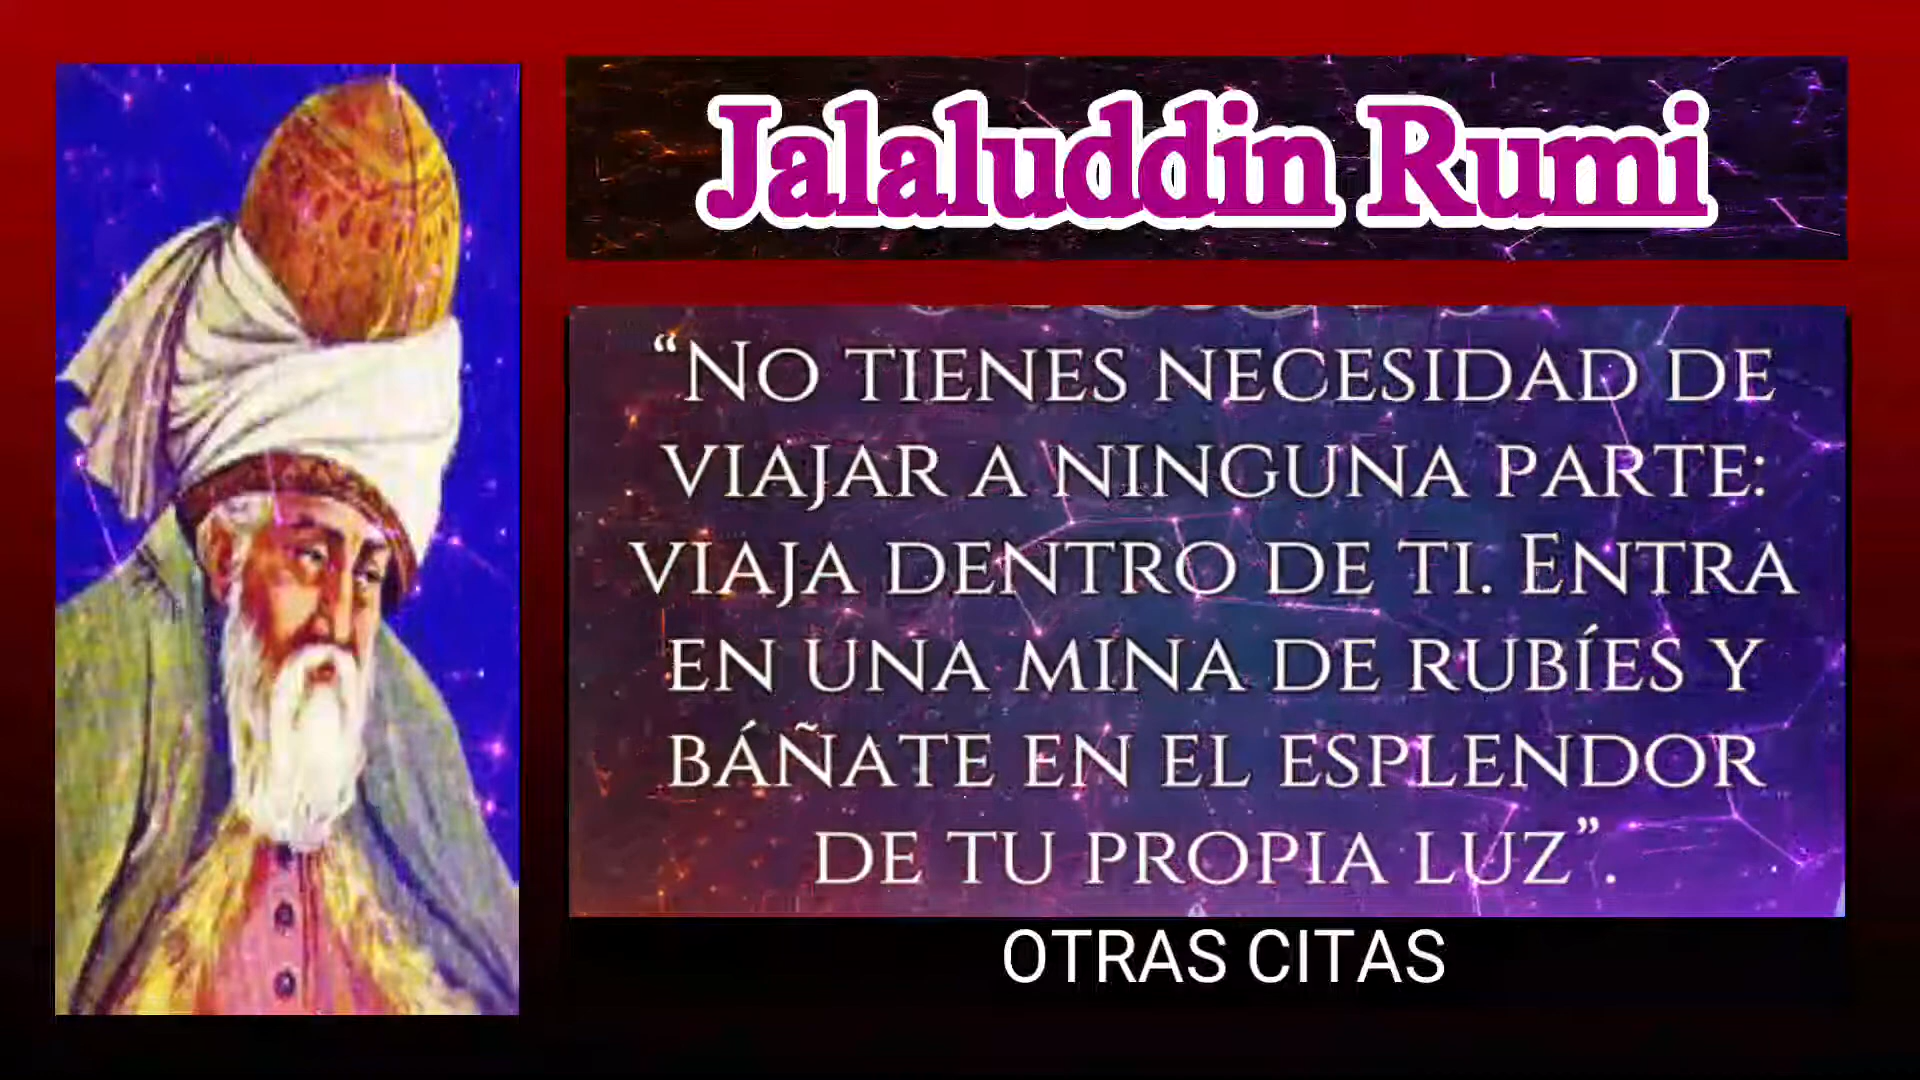 Jalaluddin Rumi
“No tienes necesidad de
viajar a ninguna parte:
viaja dentro de ti. Entra
en una mina de rubíes y
báñate en el esplendor
de tu propia luz”.
OTRAS CITAS